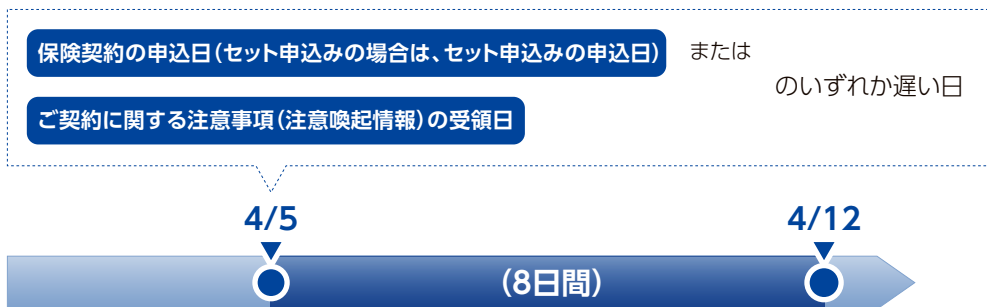 保険契約の申込日（セット申込みの場合は、セット申込みの申込日）
または
のいずれか遅い日
ご契約に関する注意事項（注意喚起情報）の受領日
4/5
4/12
（8日間）